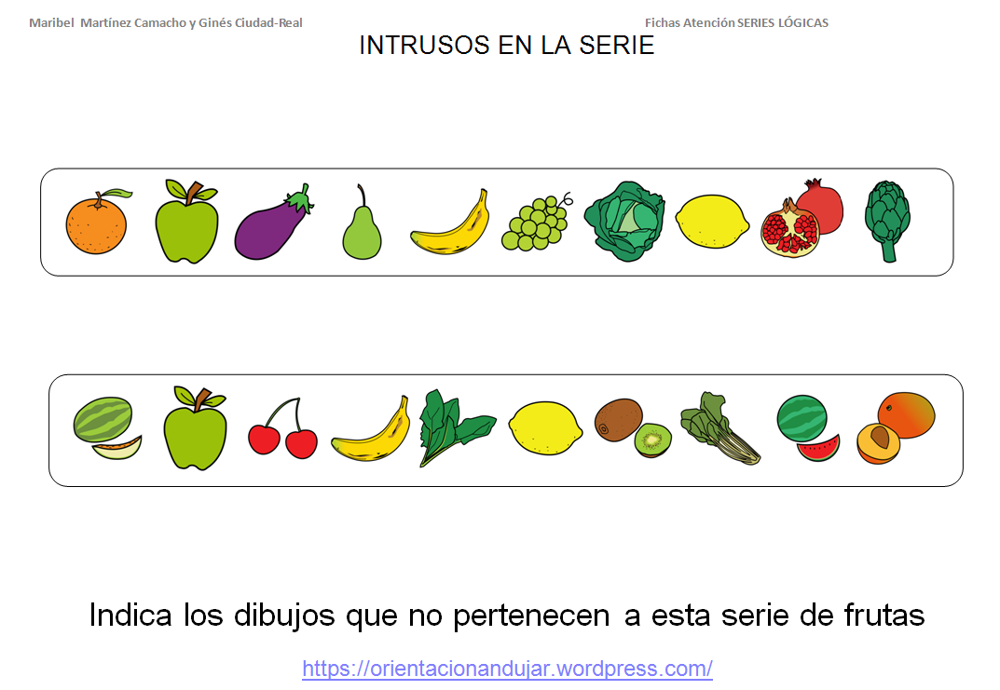 Maribel Martínez Camacho y Ginés Ciudad-Real
Fichas Atención SERIES LÓGICAS
INTRUSOS EN LA SERIE
Indica los dibujos que no pertenecen a esta serie de frutas
https://orientacionandujar.wordpress.com/